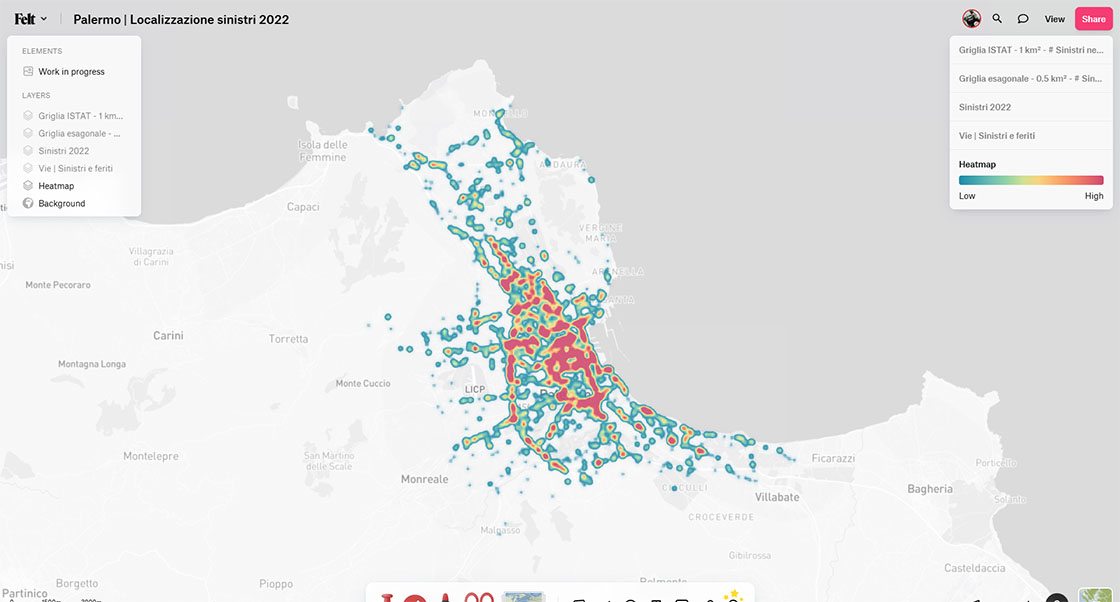 Felt
Palermo | Localizzazione sinistri 2022
View
Share
ELEMENTS
Work in progress
LAYERS
Griglia ISTAT - 1 km...
Griglia esagonale - ...
Sinistri 2022
Vie | Sinistri e feriti
Heatmap
Background
Griglia ISTAT - 1 km² - # Sinistri ne...
Griglia esagonale - 0.5 km² - # Sin...
Sinistri 2022
Vie | Sinistri e feriti
Heatmap
Low
High
Isola delle
Femmine
Capaci
VERGINE
MARIA
Villagrazia
di Carini
Monte Pecoraro
Carini
Torretta
Montagna Longa
Monte Cuccio
LICP
Montelepre
San Martino
delle Scale
Monreale
Ficarazzi
Porticello
Bagheria
Solanto
Villabate
CROCEVERDE
Malpasso
Gibilrossa
Casteldaccia
Borgetto
Pioppo
Belmonte
Partinico